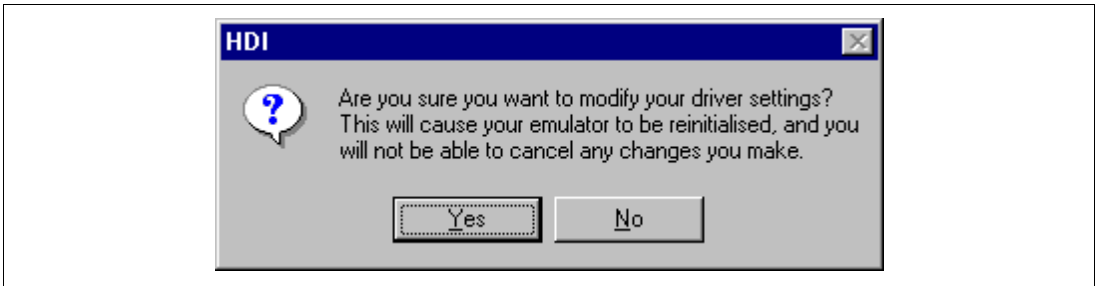 HDI
Are you sure you want to modify your driver settings?
This will cause your emulator to be reinitialised, and you
will not be able to cancel any changes you make.
Yes No